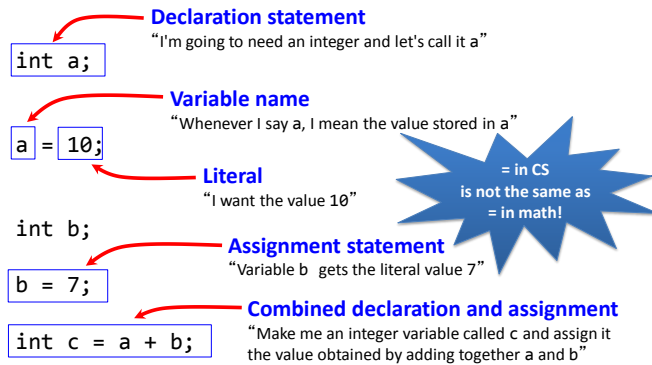 Declaration statement
“I'm going to need an integer and let's call it a”
int a;
Variable name
“Whenever I say a, I mean the value stored in a”
a = 10;
Literal
“I want the value 10”
= in CS
is not the same as
= in math!
int b;
Assignment statement
“Variable b gets the literal value 7”
b = 7;
Combined declaration and assignment
“Make me an integer variable called c and assign it
the value obtained by adding together a and b”
int c = a + b;